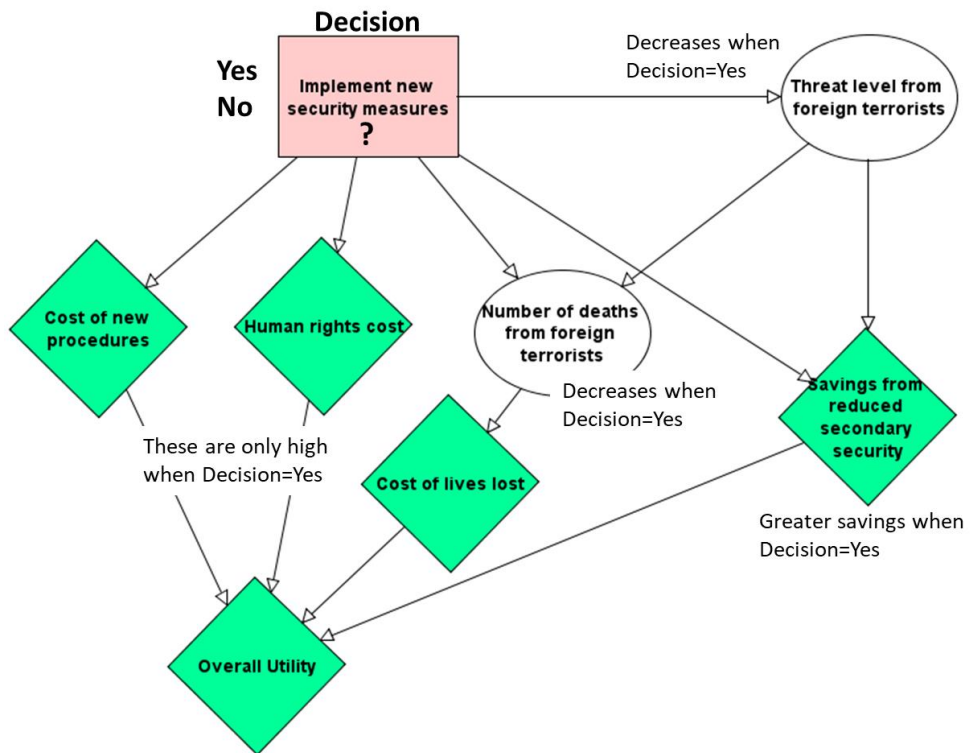 Decision
Yes
No
Implement new
security measures
?
Decreases when
Decision=Yes
Threat level from
foreign terrorists
Cost of new
procedures
Human rights cost
Number of deaths
from foreign
terrorists
Decreases when
Decision=Yes
Savings from
reduced
secondary
security
These are only high
when Decision=Yes
Cost of lives lost
Greater savings when
Decision=Yes
Overall Utility